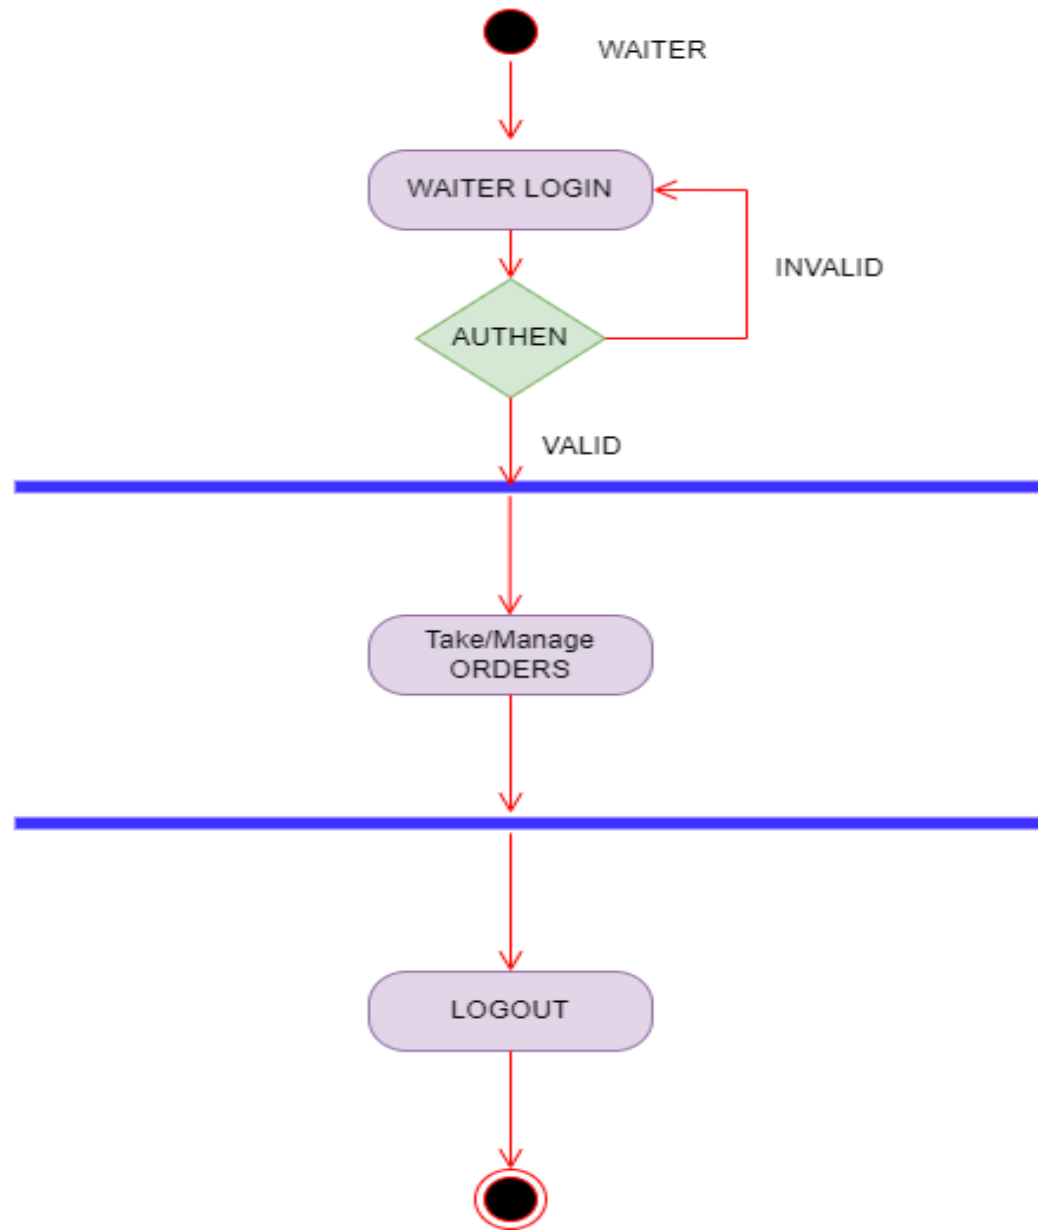 WAITER
WAITER LOGIN
INVALID
AUTHEN
VALID
Take/Manage
ORDERS
LOGOUT